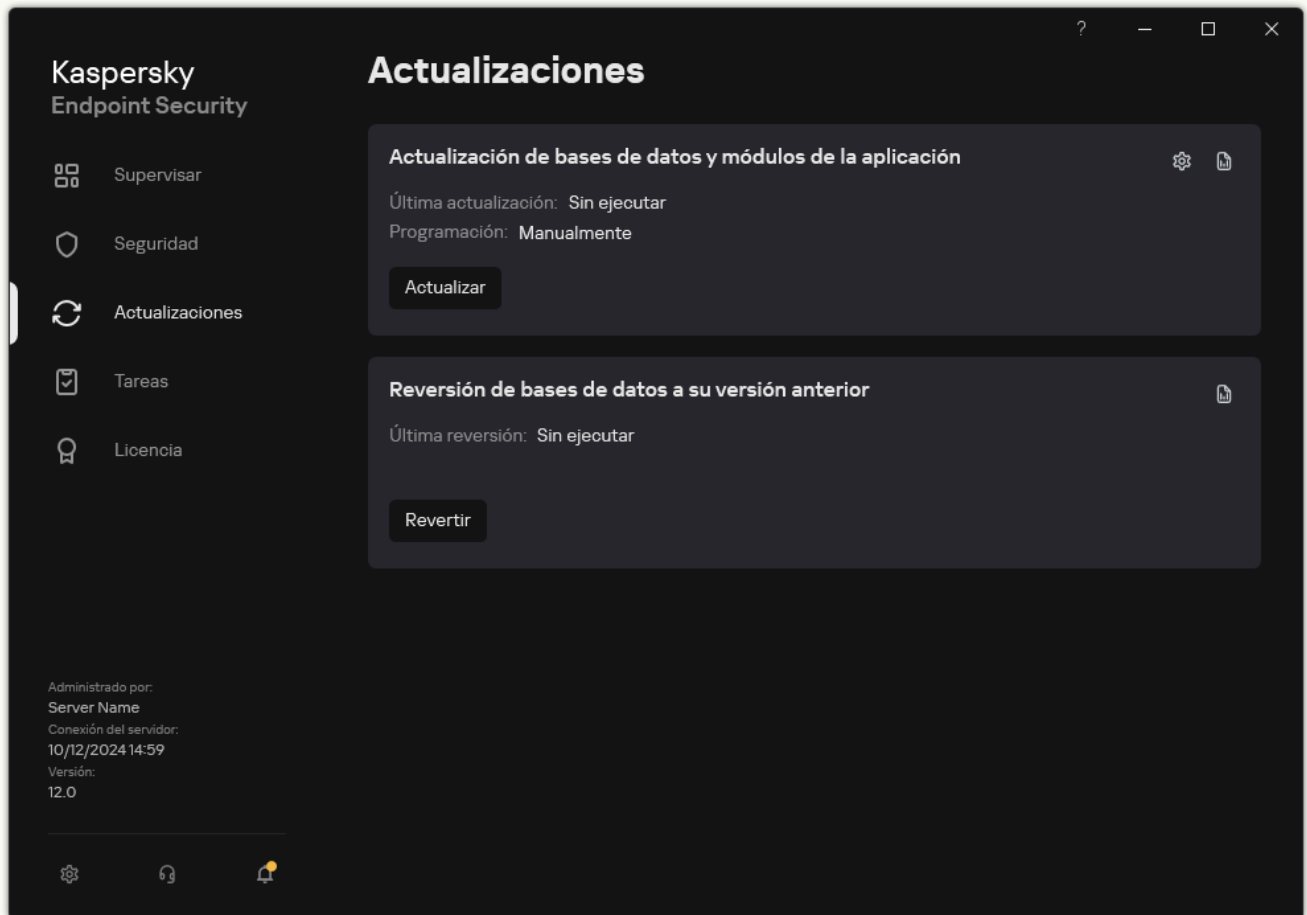 ?
Kaspersky
Endpoint Security
Supervisar
Seguridad
Actualizaciones
Tareas
Licencia
Administrado por:
Server Name
Conexión del servidor:
10/12/2024 14:59
Versión:
12.0
Actualizaciones
Actualización de bases de datos y módulos de la aplicación
Última actualización: Sin ejecutar
Programación: Manualmente
Actualizar
Reversión de bases de datos a su versión anterior
Última reversión: Sin ejecutar
Revertir